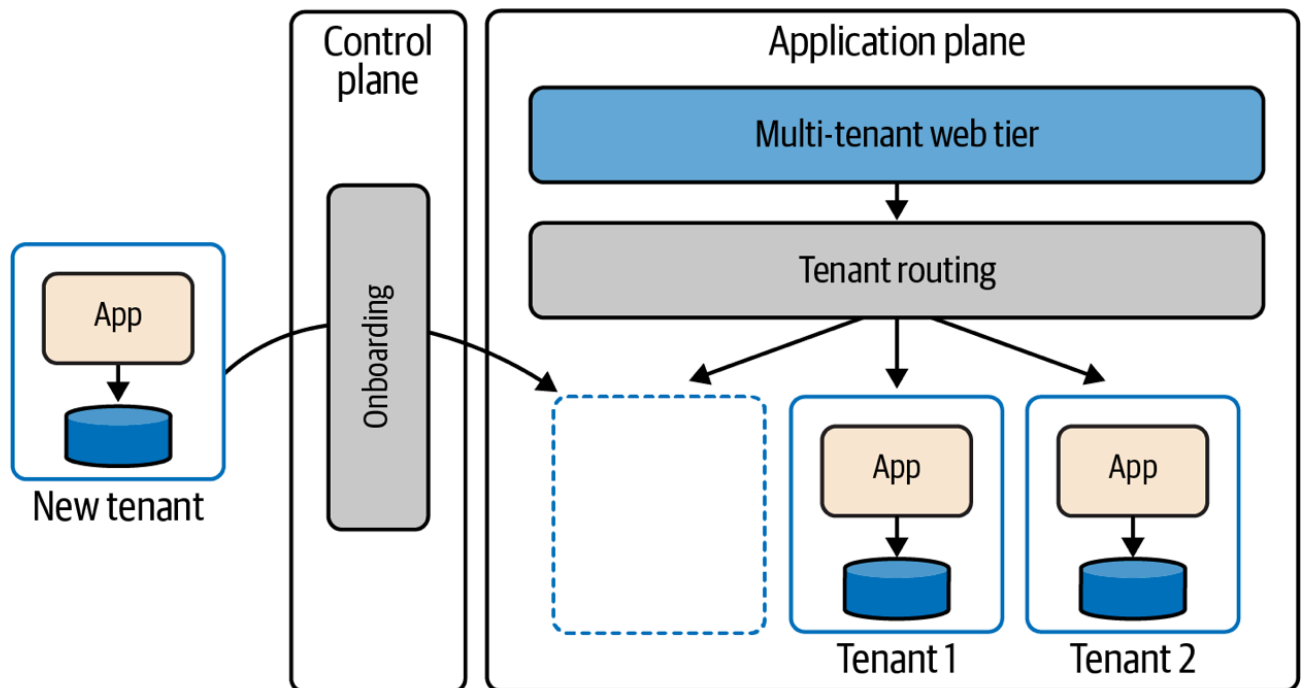 Control
plane
Application plane
Multi-tenant web tier
Tenant routing
Onboarding
App
New tenant
App
Tenant 1
App
Tenant 2